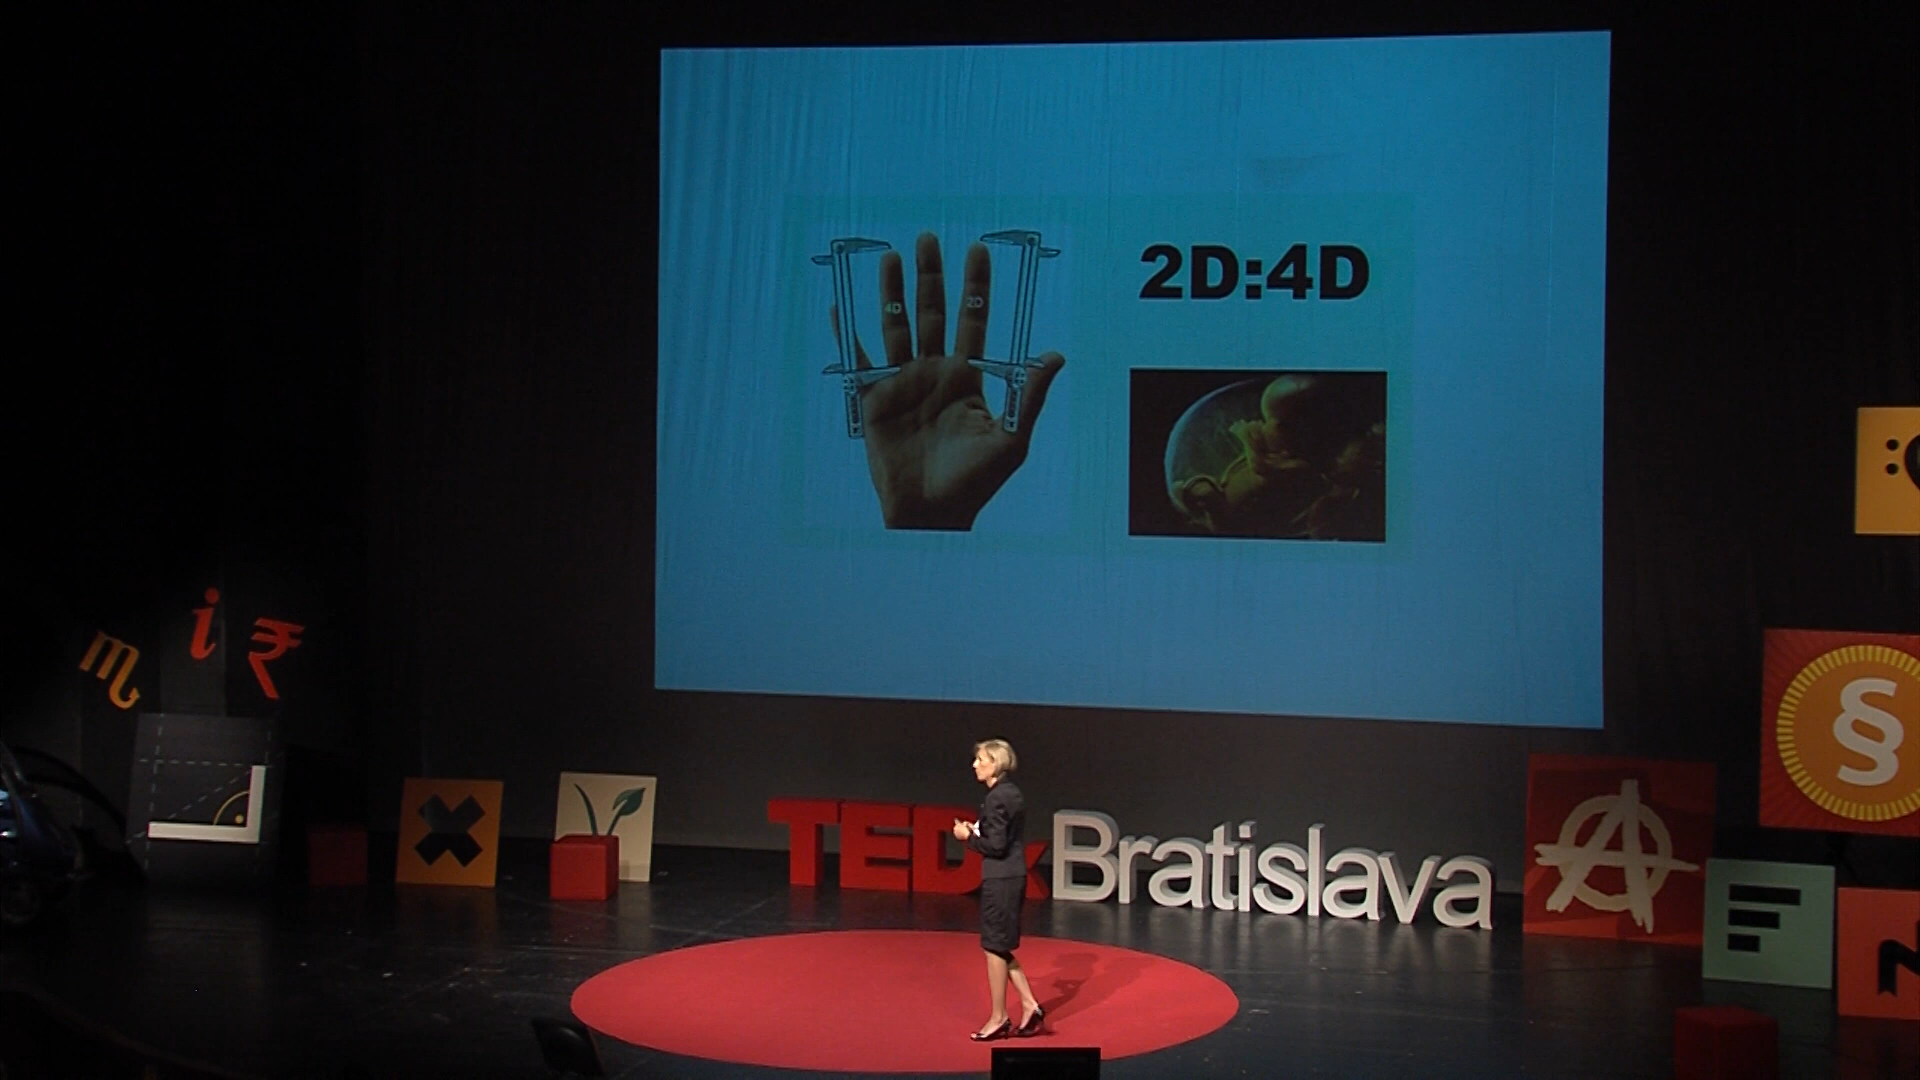 2D:4D
4D
2D
m
i
₹
TEDxBratislava
§